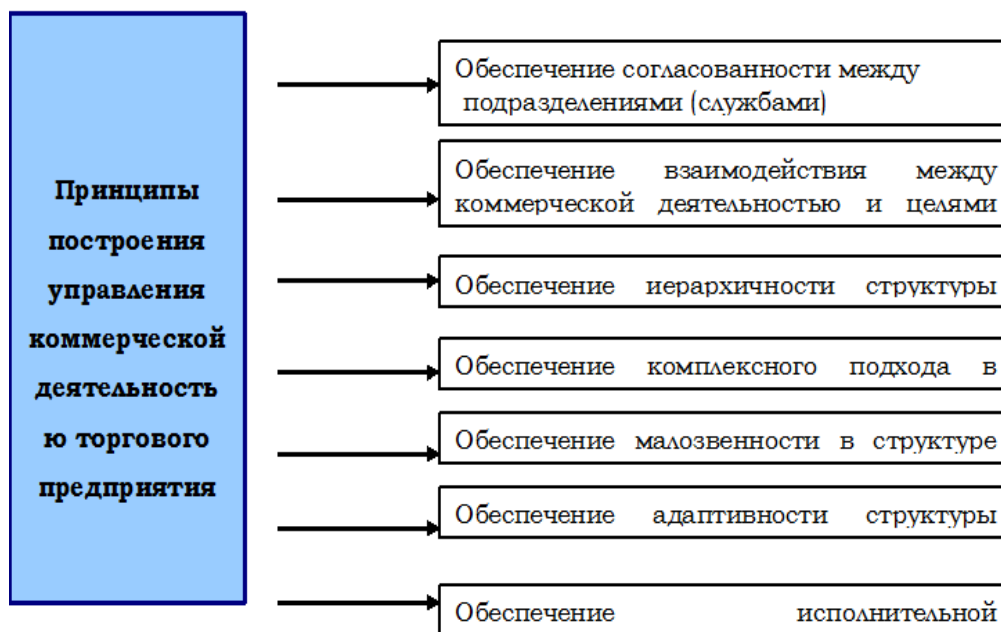 Принципы
построения
управления
коммерческой
деятельность
ю торгового
предприятия
Обеспечение согласованности между
подразделениями (службами)
Обеспечение взаимодействия между
коммерческой деятельностью и целями
Обеспечение иерархичности структуры
Обеспечение комплексного подхода в
Обеспечение малозвенности в структуре
Обеспечение адаптивности структуры
Обеспечение исполнительной